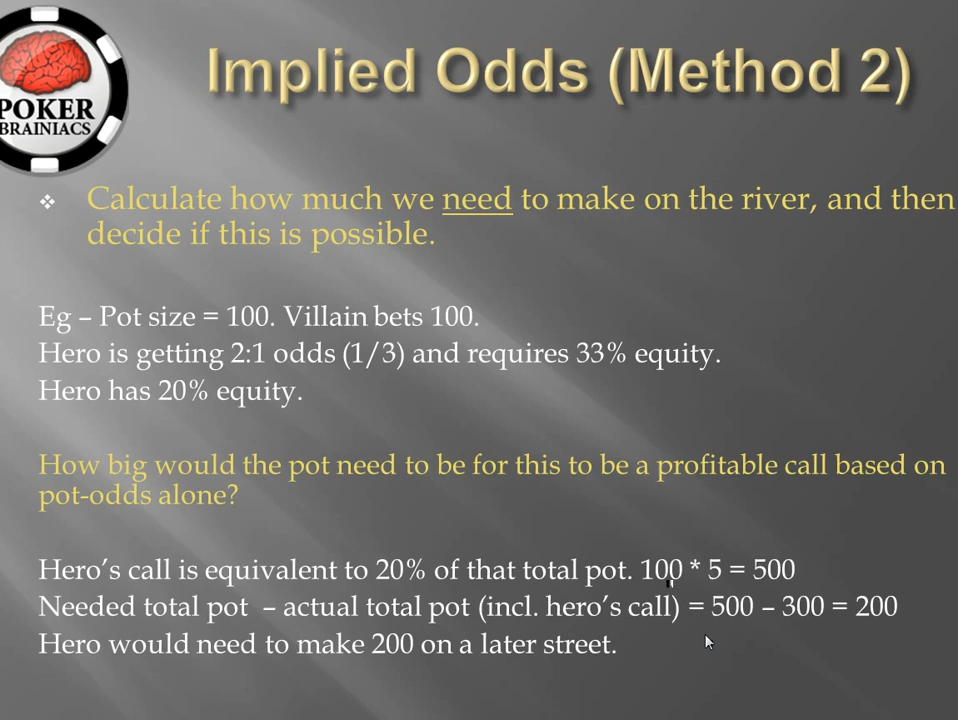 POKER
BRAINIACS
Implied Odds (Method 2)
❖ Calculate how much we need to make on the river, and then
decide if this is possible.
Eg – Pot size = 100. Villain bets 100.
Hero is getting 2:1 odds (1/3) and requires 33% equity.
Hero has 20% equity.
How big would the pot need to be for this to be a profitable call based on
pot-odds alone?
Hero’s call is equivalent to 20% of that total pot. 100 * 5 = 500
Needed total pot – actual total pot (incl. hero’s call) = 500 – 300 = 200
Hero would need to make 200 on a later street.